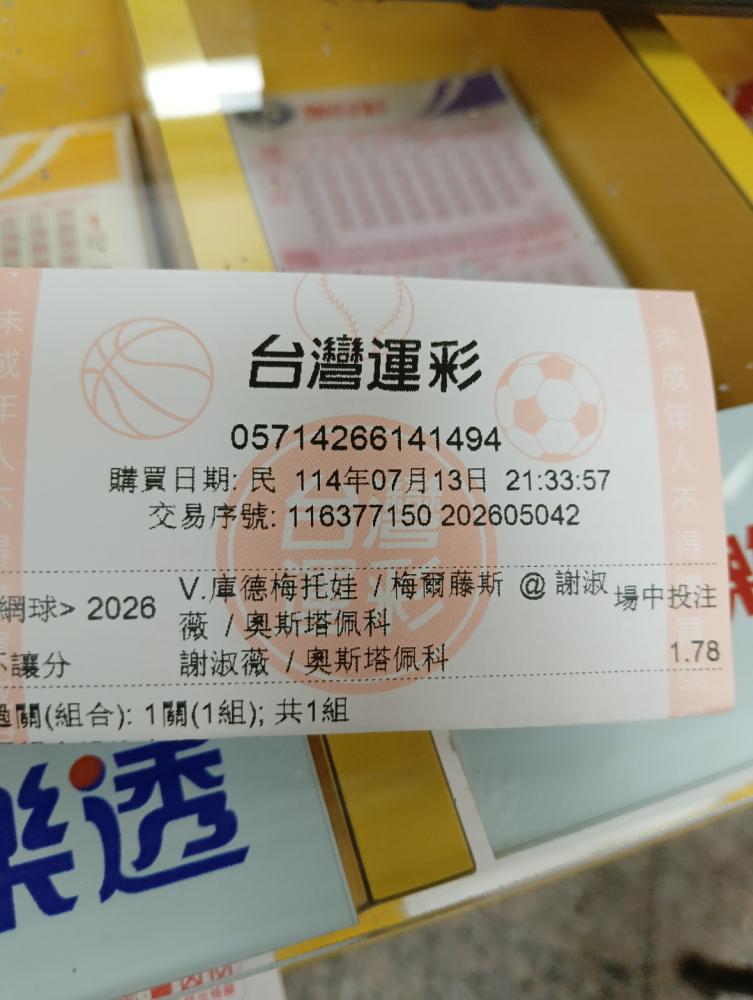 台灣運彩
05714266141494
購買日期: 民 114年07月13日 21:33:57
交易序號: 116377150 202605042
網球> 2026 V.庫德梅托娃 / 梅爾藤斯 @ 謝淑 場中投注
薇 / 奧斯塔佩科
不讓分 謝淑薇 / 奧斯塔佩科 1.78
過關(組合): 1關(1組); 共1組
未成年人不得
未成年人不得
樂透